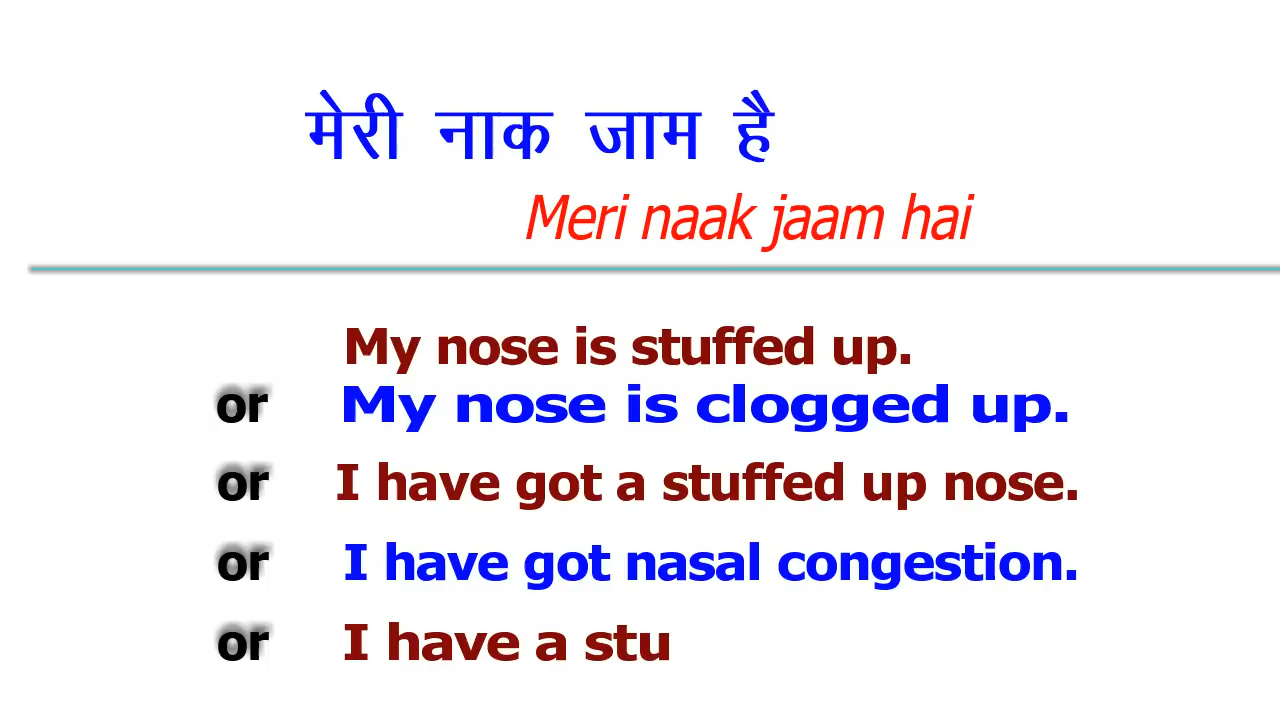 मेरी नाक जाम है
Meri naak jaam hai
My nose is stuffed up.
or My nose is clogged up.
or I have got a stuffed up nose.
or I have got nasal congestion.
or I have a stu